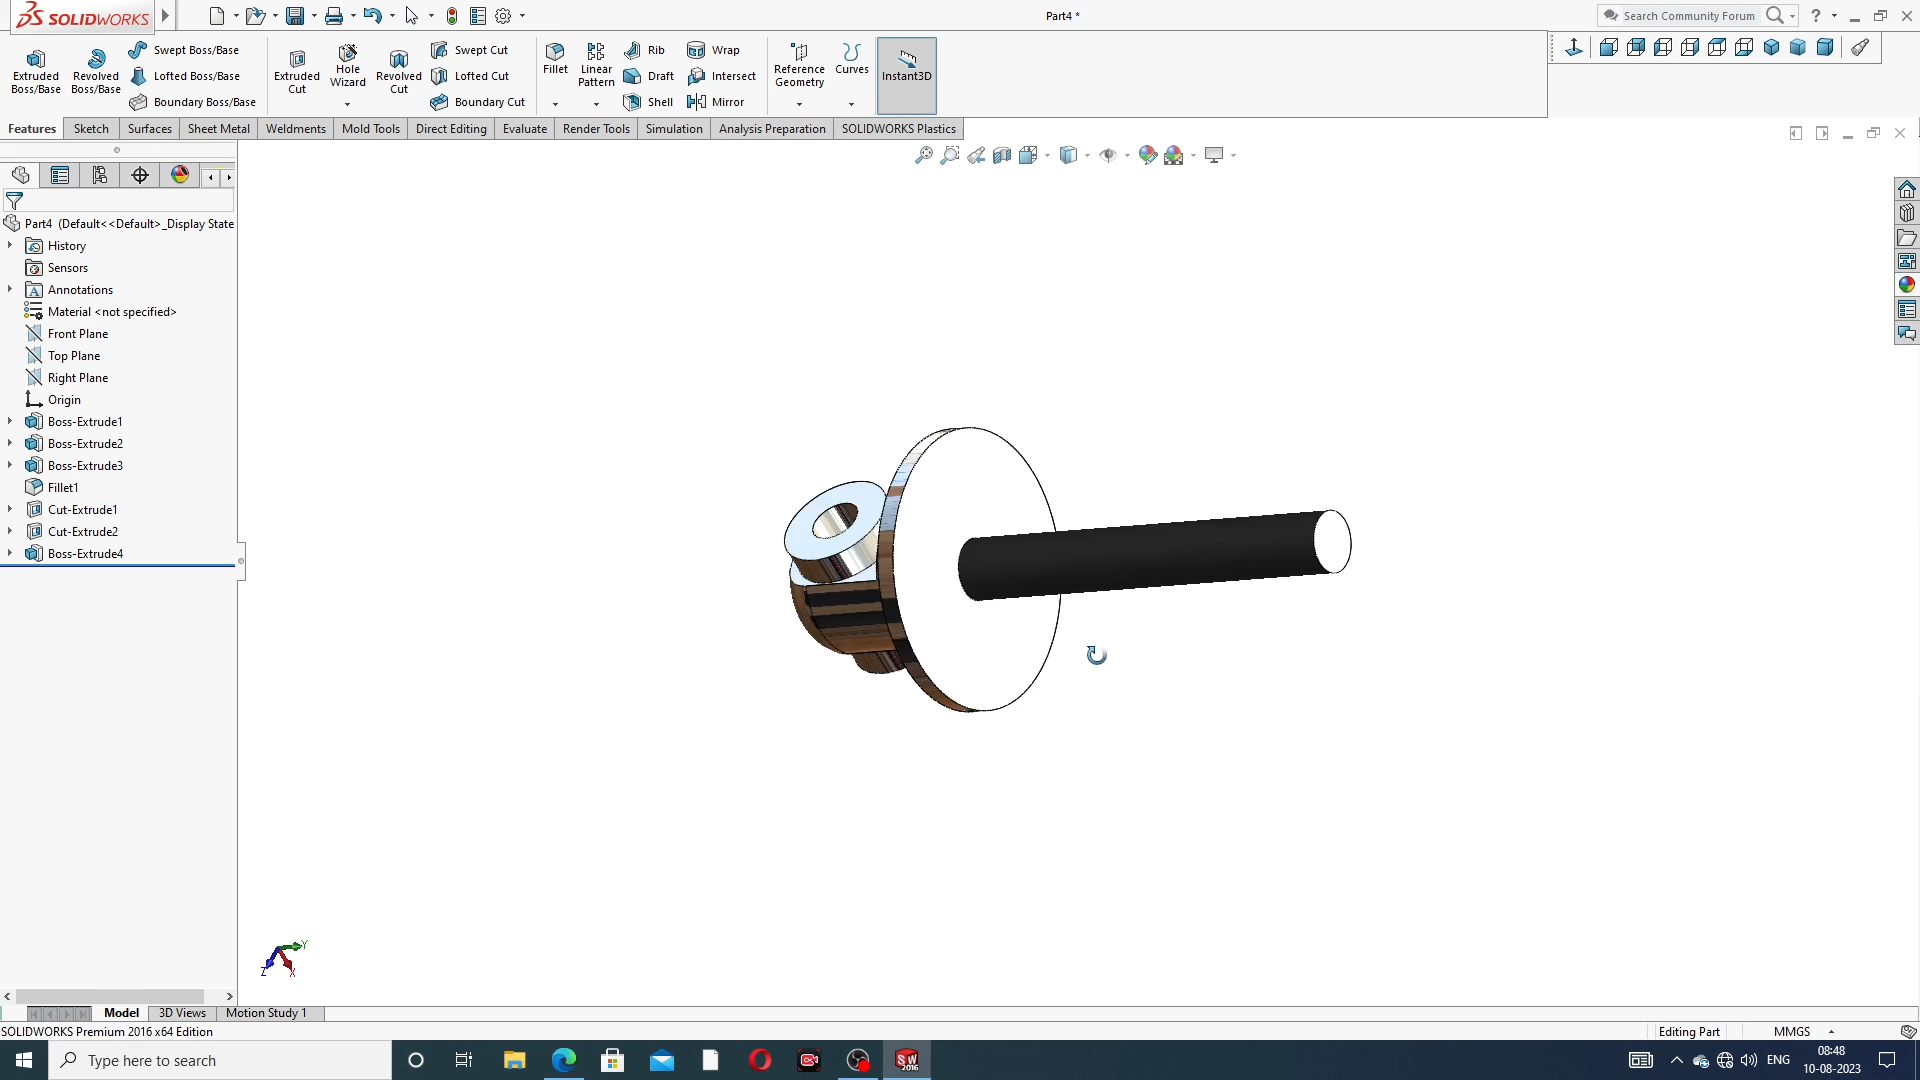 SOLIDWORKS
Part4 *
Search Community Forum
?
Extruded Boss/Base
Revolved Boss/Base
Swept Boss/Base
Lofted Boss/Base
Boundary Boss/Base
Extruded Cut
Hole Wizard
Revolved Cut
Swept Cut
Lofted Cut
Boundary Cut
Fillet
Linear Pattern
Rib
Draft
Shell
Wrap
Intersect
Mirror
Reference Geometry
Curves
Instant3D
Features Sketch Surfaces Sheet Metal Weldments Mold Tools Direct Editing Evaluate Render Tools Simulation Analysis Preparation SOLIDWORKS Plastics
Part4 (Default<<Default>_Display State
History
Sensors
Annotations
Material <not specified>
Front Plane
Top Plane
Right Plane
Origin
Boss-Extrude1
Boss-Extrude2
Boss-Extrude3
Fillet1
Cut-Extrude1
Cut-Extrude2
Boss-Extrude4
Y
Z X
Model 3D Views Motion Study 1
SOLIDWORKS Premium 2016 x64 Edition
Editing Part MMGS
Type here to search
SW 2016
ENG
08:48
10-08-2023